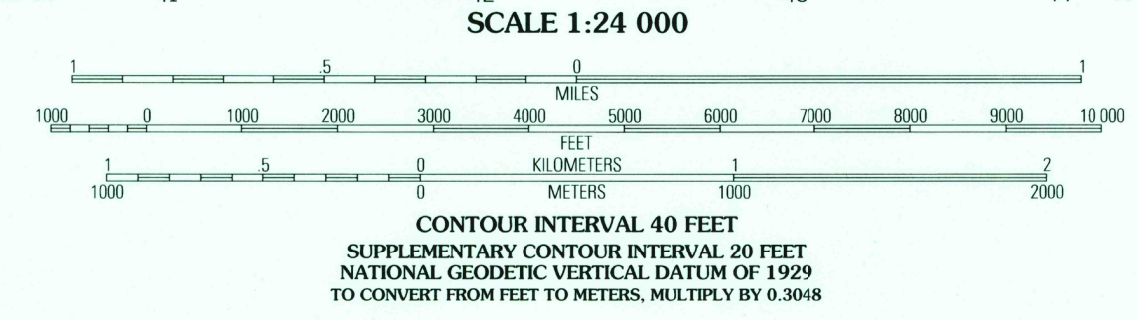 SCALE 1:24 000
1 .5 0 1
MILES
1000 0 1000 2000 3000 4000 5000 6000 7000 8000 9000 10 000
FEET
1 .5 0 KILOMETERS 1 2
1000 0 METERS 1000 2000
CONTOUR INTERVAL 40 FEET
SUPPLEMENTARY CONTOUR INTERVAL 20 FEET
NATIONAL GEODETIC VERTICAL DATUM OF 1929
TO CONVERT FROM FEET TO METERS, MULTIPLY BY 0.3048